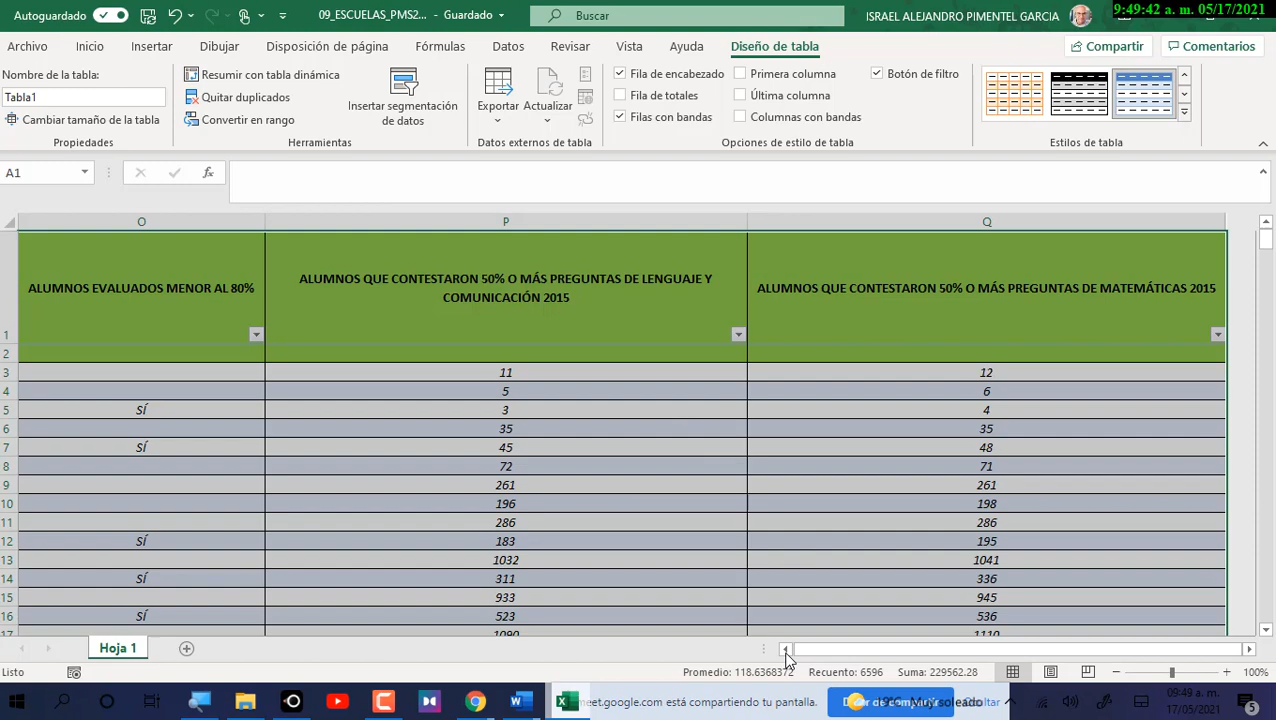 Autoguardado
09_ESCUELAS_PMS2... - Guardado
Buscar
ISRAEL ALEJANDRO PIMENTEL GARCIA
9:49:42 a. m. 05/17/2021
Archivo Inicio Insertar Dibujar Disposición de página Fórmulas Datos Revisar Vista Ayuda Diseño de tabla Compartir Comentarios
Nombre de la tabla:
Tabla1
Cambiar tamaño de la tabla
Propiedades
Resumir con tabla dinámica
Quitar duplicados
Convertir en rango
Insertar segmentación
de datos
Herramientas
Exportar Actualizar
Datos externos de tabla
Fila de encabezado Primera columna Botón de filtro
Fila de totales Última columna
Filas con bandas Columnas con bandas
Opciones de estilo de tabla
Estilos de tabla
A1 fx
O P Q
1 ALUMNOS EVALUADOS MENOR AL 80% ALUMNOS QUE CONTESTARON 50% O MÁS PREGUNTAS DE LENGUAJE Y COMUNICACIÓN 2015 ALUMNOS QUE CONTESTARON 50% O MÁS PREGUNTAS DE MATEMÁTICAS 2015
2
3 11 12
4 5 6
5 SÍ 3 4
6 35 35
7 SÍ 45 48
8 72 71
9 261 261
10 196 198
11 286 286
12 SÍ 183 195
13 1032 1041
14 SÍ 311 336
15 933 945
16 SÍ 523 536
17 1090 1110
Hoja 1
Listo
Promedio: 118.6368372 Recuento: 6596 Suma: 229562.28 100%
meet.google.com está compartiendo tu pantalla.
19°C Muy soleado
09:49 a. m.
17/05/2021
5